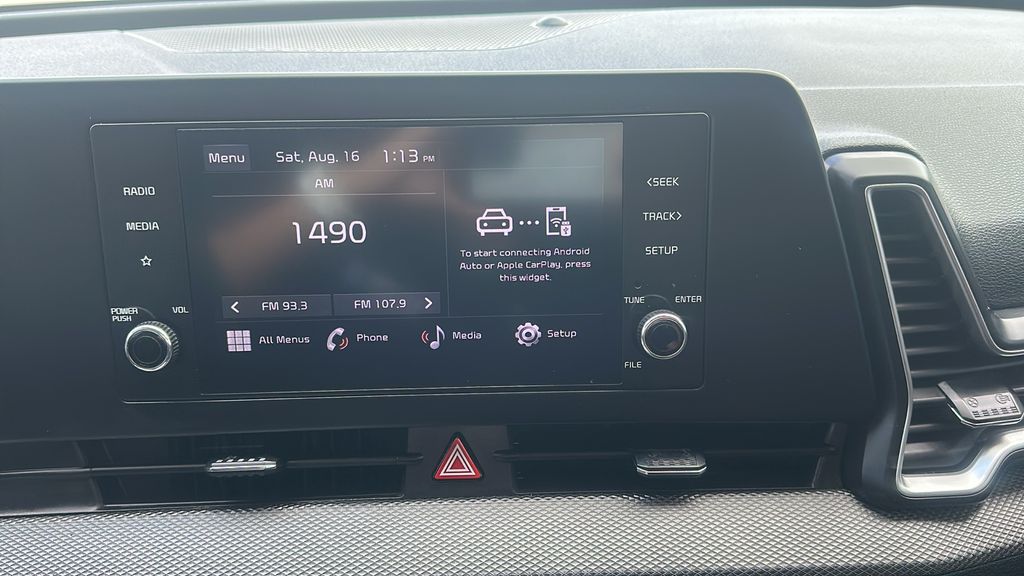 RADIO
MEDIA
POWER
PUSH
VOL
Menu
Sat, Aug. 16
1:13 PM
AM
1490
FM 93.3
FM 107.9
To start connecting Android
Auto or Apple CarPlay, press
this widget.
All Menus
Phone
Media
Setup
<SEEK
TRACK>
SETUP
TUNE
ENTER
FILE